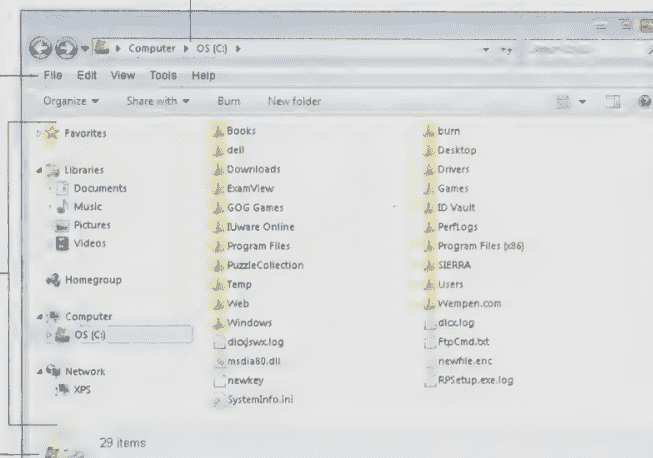 Computer OS (C:)
File Edit View Tools Help
Organize Share with Burn New folder
Favorites
Libraries
Documents
Music
Pictures
Videos
Homegroup
Computer
OS (C:)
Network
XPS
Books burn
dell Desktop
Downloads Drivers
ExamView Games
GOG Games ID Vault
IUware Online PerfLogs
Program Files Program Files (x86)
PuzzleCollection SIERRA
Temp Users
Web Wempen.com
Windows dlcx.log
dlcxjswx.log FtpCmd.txt
msdia80.dll newfile.enc
newkey RPSetup.exe.log
SystemInfo.ini
29 items